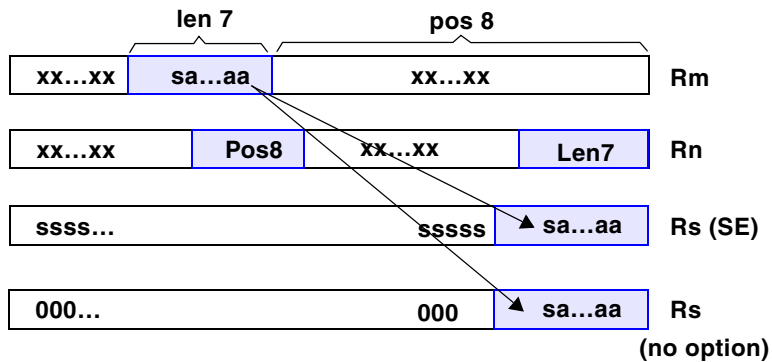 len 7 pos 8
xx...xx sa...aa xx...xx Rm
xx...xx Pos8 xx...xx Len7 Rn
ssss... sssss sa...aa Rs (SE)
000... 000 sa...aa Rs
(no option)